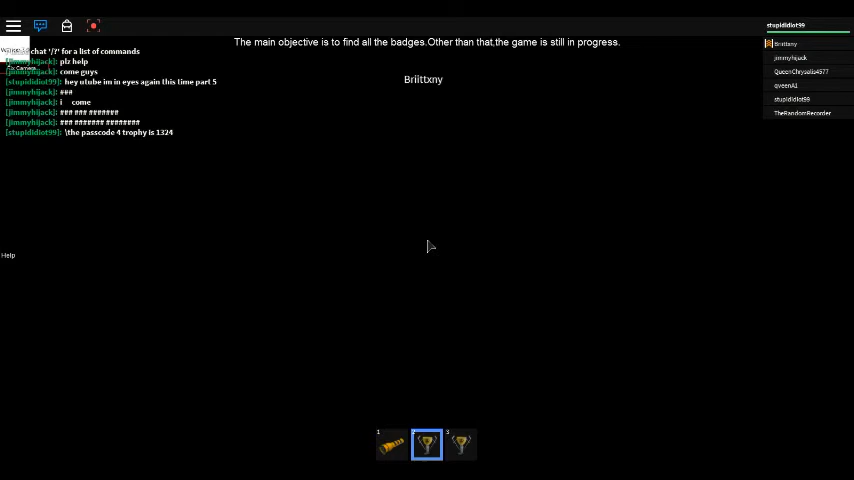 The main objective is to find all the badges.Other than that,the game is still in progress.
Briittxny
chat '/?' for a list of commands
[jimmyhijack]: plz help
[jimmyhijack]: come guys
[stupididiot99]: hey utube im in eyes again this time part 5
[jimmyhijack]: ###
[jimmyhijack]: i come
[jimmyhijack]: ### ### #######
[jimmyhijack]: ### ####### ########
[stupididiot99]: \the passcode 4 trophy is 1324
Help
stupididiot99
Briittxny
jimmyhijack
QueenChrysalis4577
qveenA1
stupididiot99
TheRandomRecorder
1
2
3